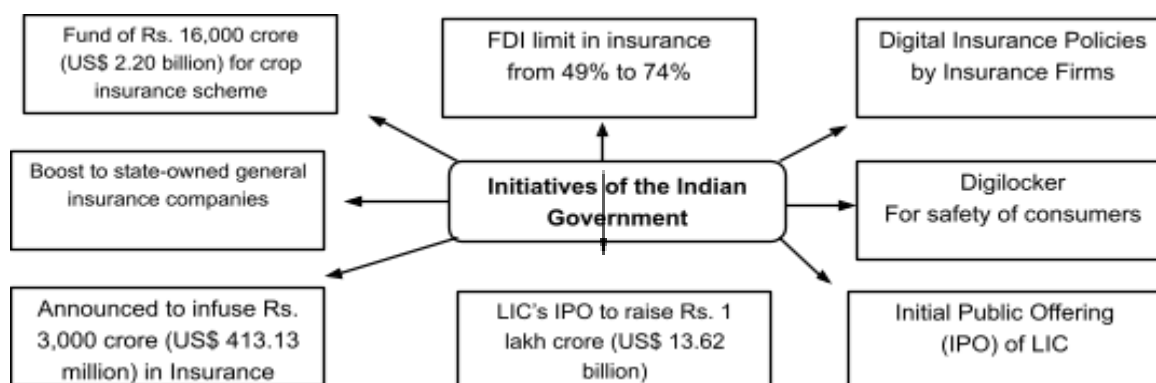 Fund of Rs. 16,000 crore
(US$ 2.20 billion) for crop
insurance scheme
FDI limit in insurance
from 49% to 74%
Digital Insurance Policies
by Insurance Firms
Boost to state-owned general
insurance companies
Initiatives of the Indian
Government
Digilocker
For safety of consumers
Announced to infuse Rs.
3,000 crore (US$ 413.13
million) in Insurance
LIC's IPO to raise Rs. 1
lakh crore (US$ 13.62
billion)
Initial Public Offering
(IPO) of LIC